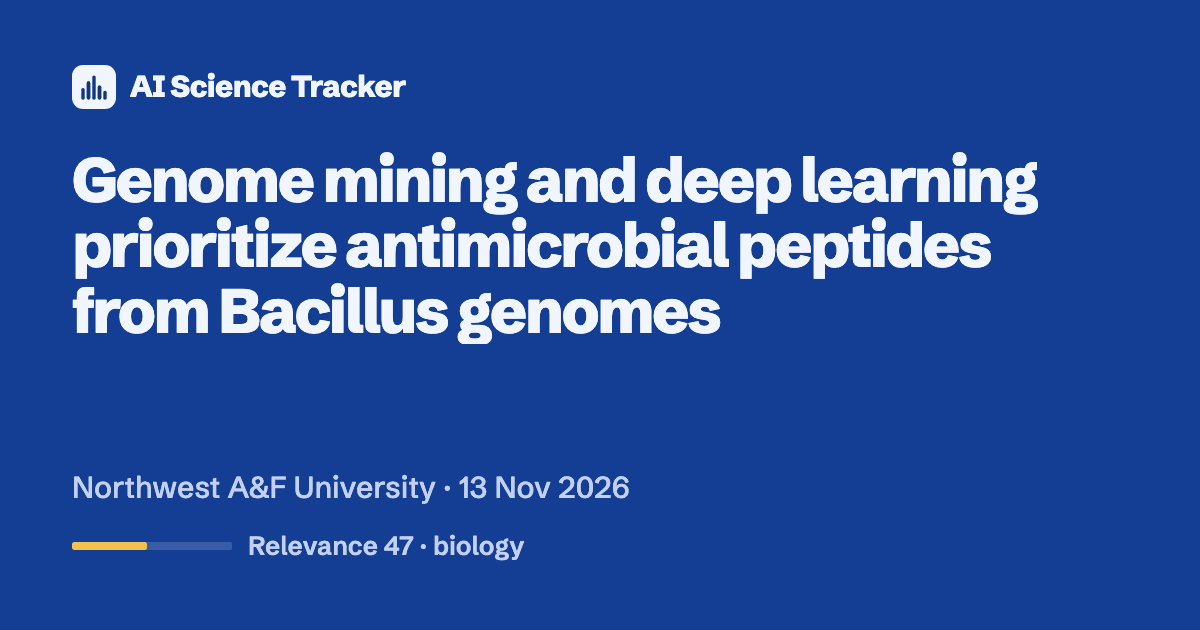 AI Science Tracker
Genome mining and deep learning
prioritize antimicrobial peptides
from Bacillus genomes
Northwest A&F University · 13 Nov 2026
Relevance 47 · biology